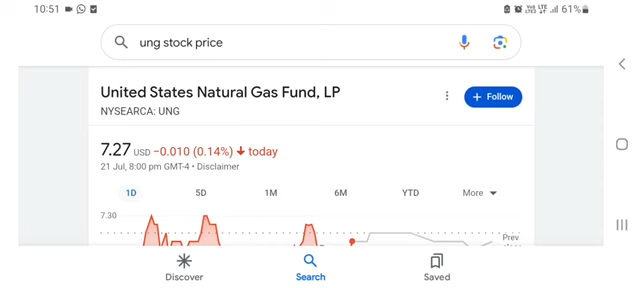 10:51 61%
ung stock price
United States Natural Gas Fund, LP
NYSEARCA: UNG
+ Follow
7.27 USD −0.010 (0.14%) ↓ today
21 Jul, 8:00 pm GMT-4 • Disclaimer
1D 5D 1M 6M YTD More
7.30
Prev
Discover Search Saved